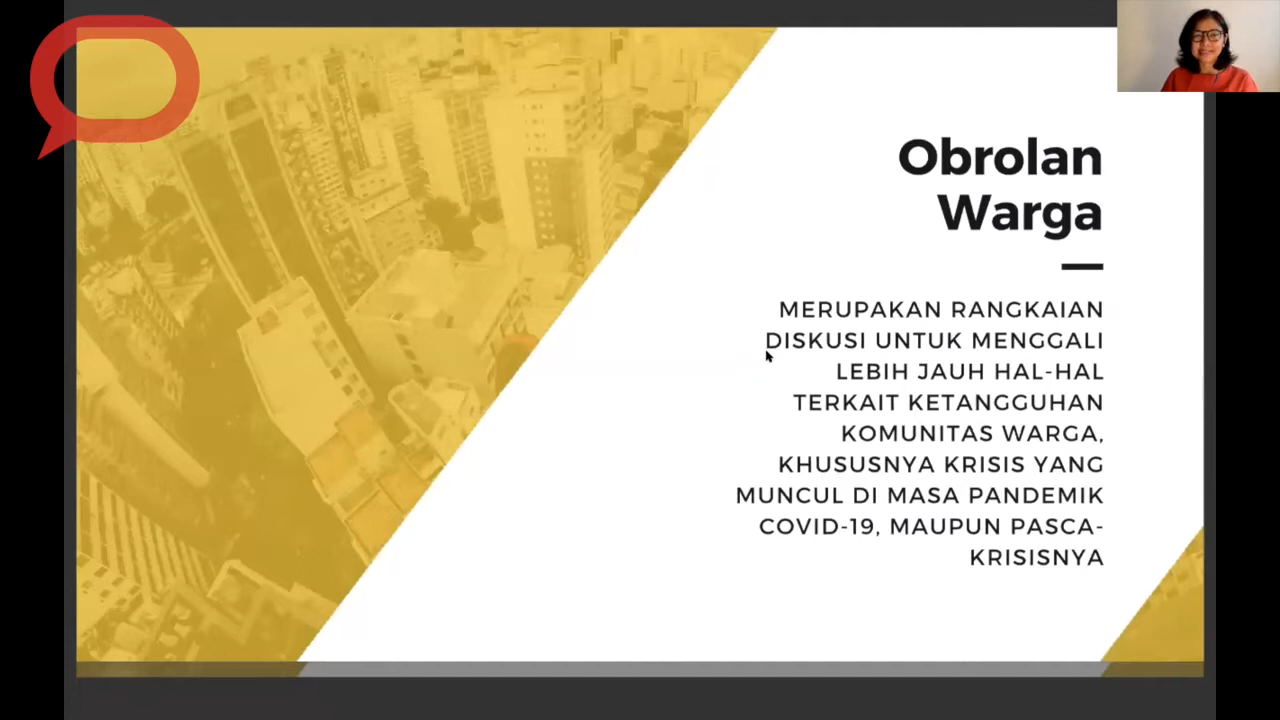 Obrolan
Warga
MERUPAKAN RANGKAIAN
DISKUSI UNTUK MENGGALI
LEBIH JAUH HAL-HAL
TERKAIT KETANGGUHAN
KOMUNITAS WARGA,
KHUSUSNYA KRISIS YANG
MUNCUL DI MASA PANDEMIK
COVID-19, MAUPUN PASCA-
KRISISNYA